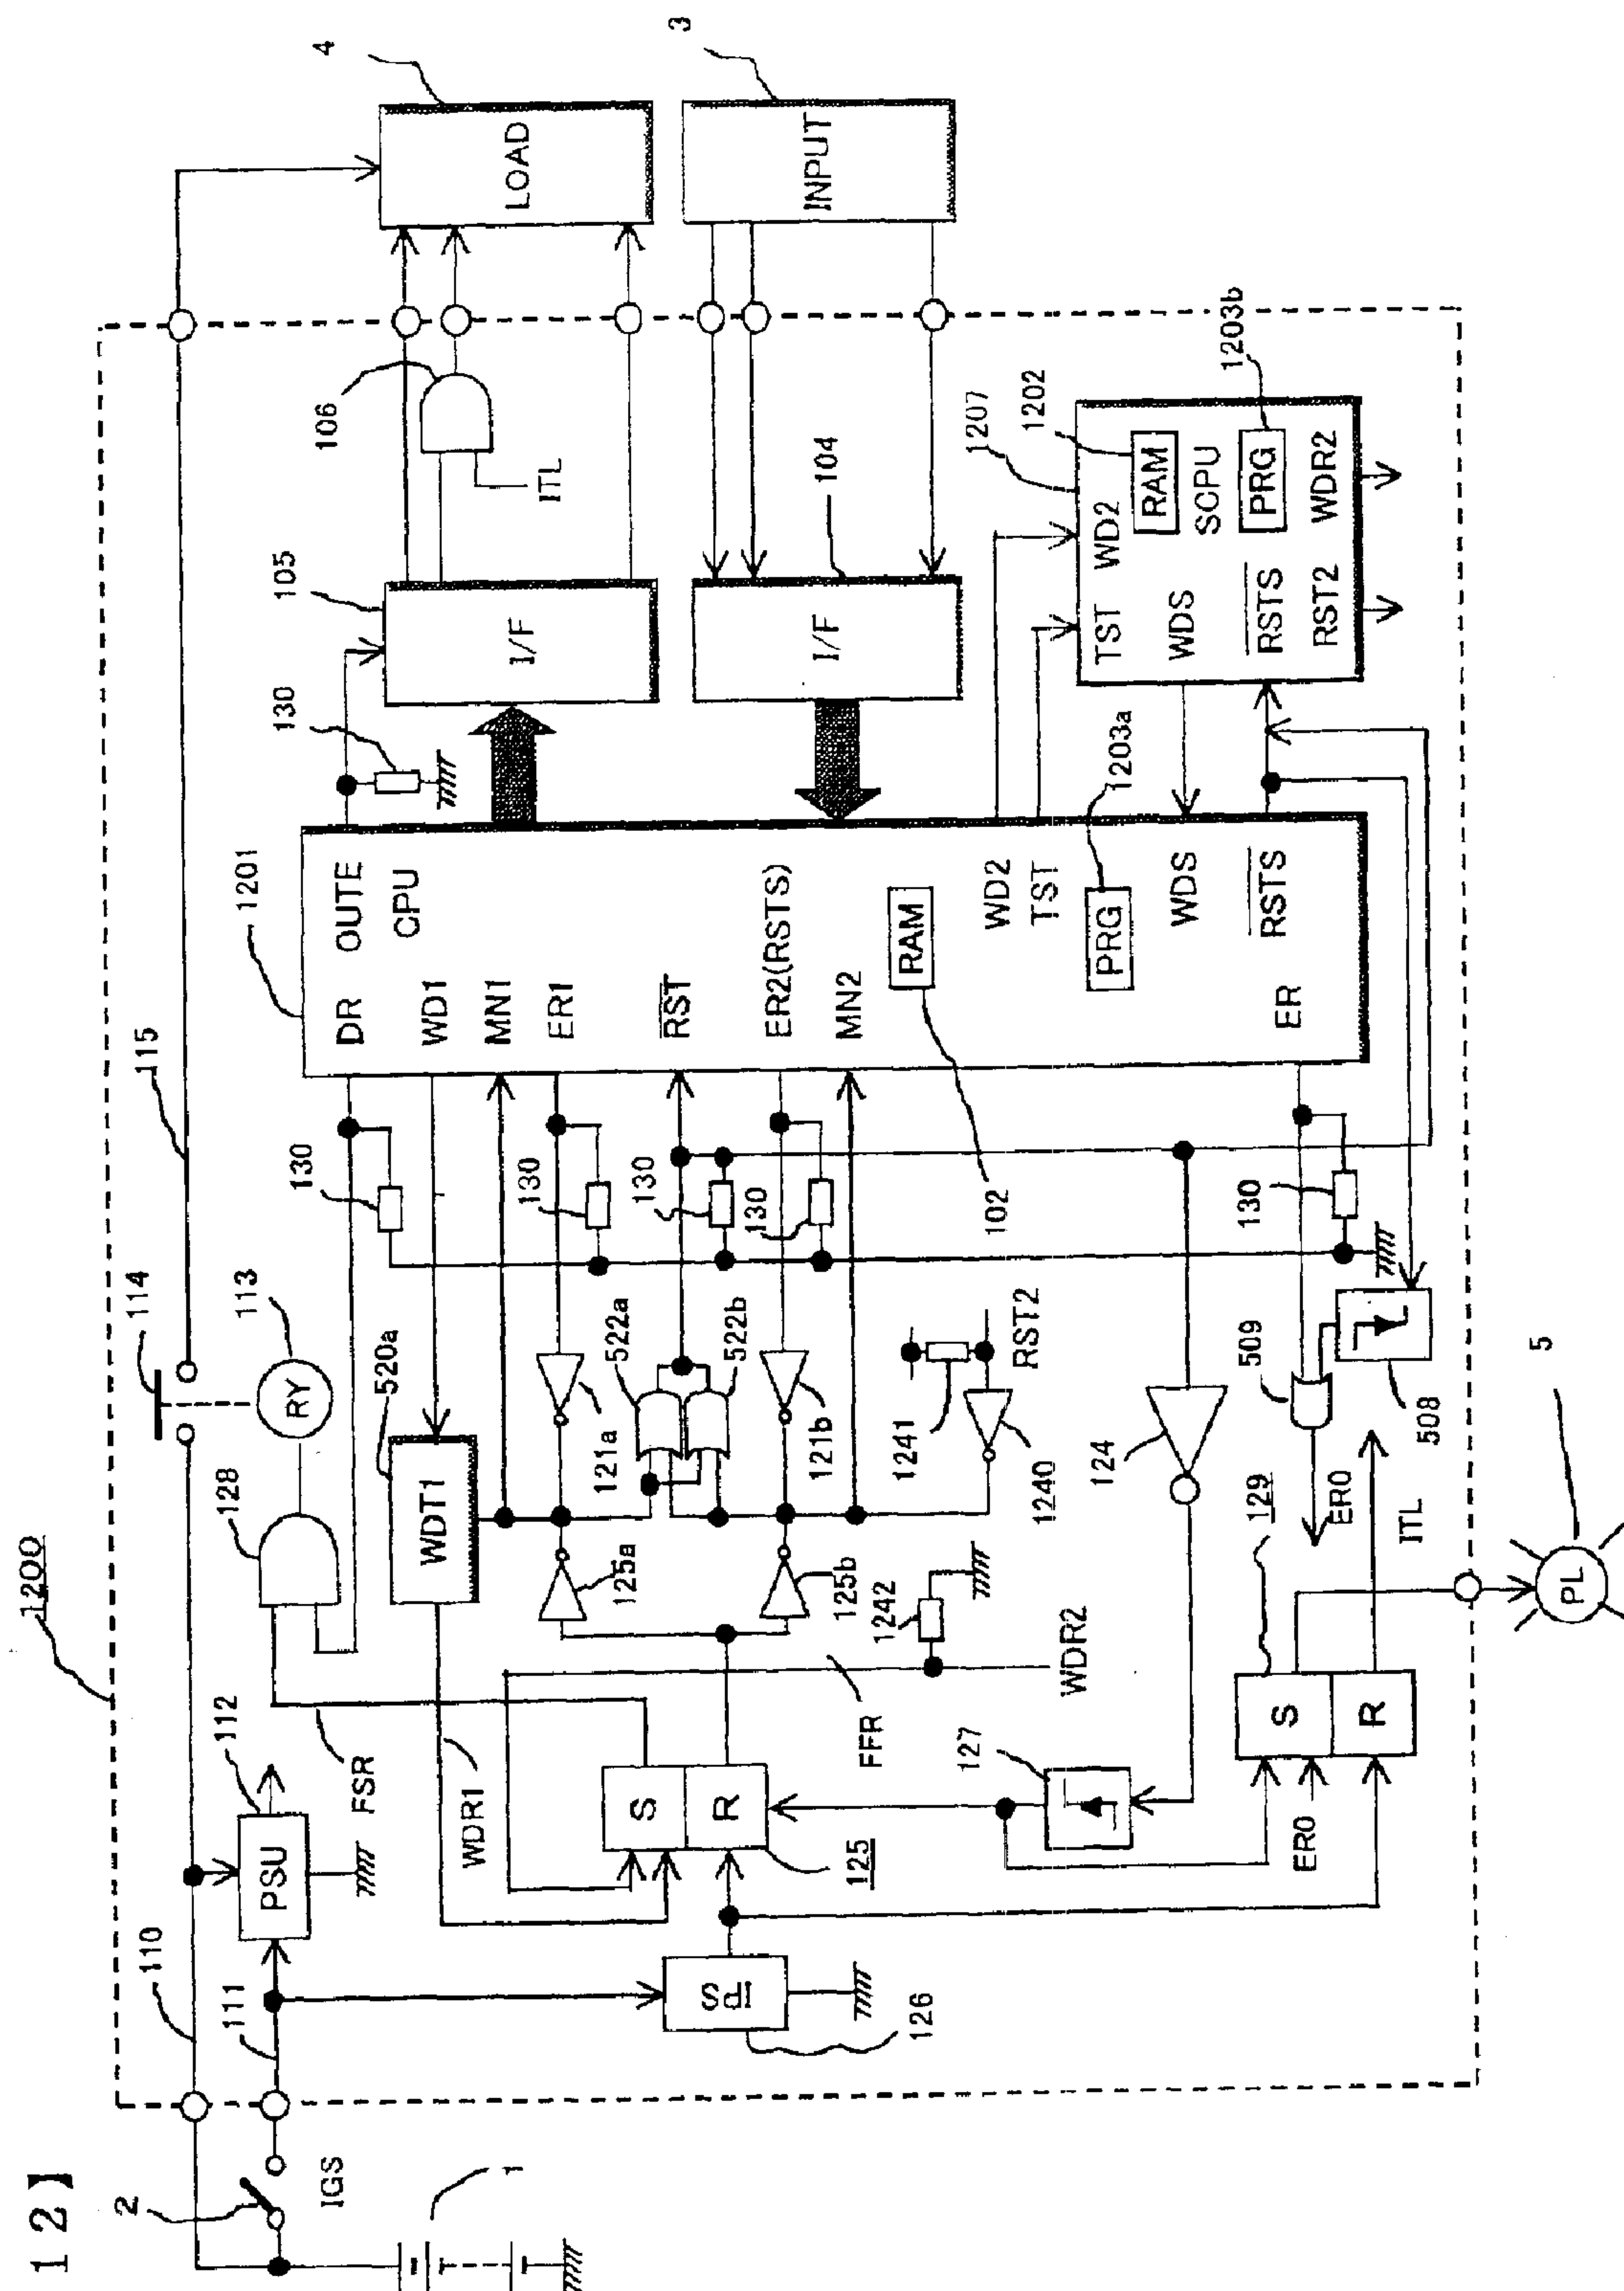 12】
1200
1
2
IGS
110
111
PSU
112
FSR
IPS
126
WDR1
S
R
125
FFR
WDR2
1242
127
ER0
S
R
129
ITL
ER0
PL
5
128
RY
113
114
115
WDT1
520a
125a
125b
121a
522a
522b
121b
1240
1241
RST2
124
509
508
130
130
130
130
130
130
1201
DR
OUTE
CPU
WD1
MN1
ER1
RST
ER2(RSTS)
MN2
RAM
102
WD2
TST
PRG
1203a
WDS
RSTS
ER
I/F
105
106
ITL
I/F
104
LOAD
4
INPUT
3
1207
1202
1203b
TST
WD2
RAM
WDS
SCPU
RSTS
PRG
RST2
WDR2